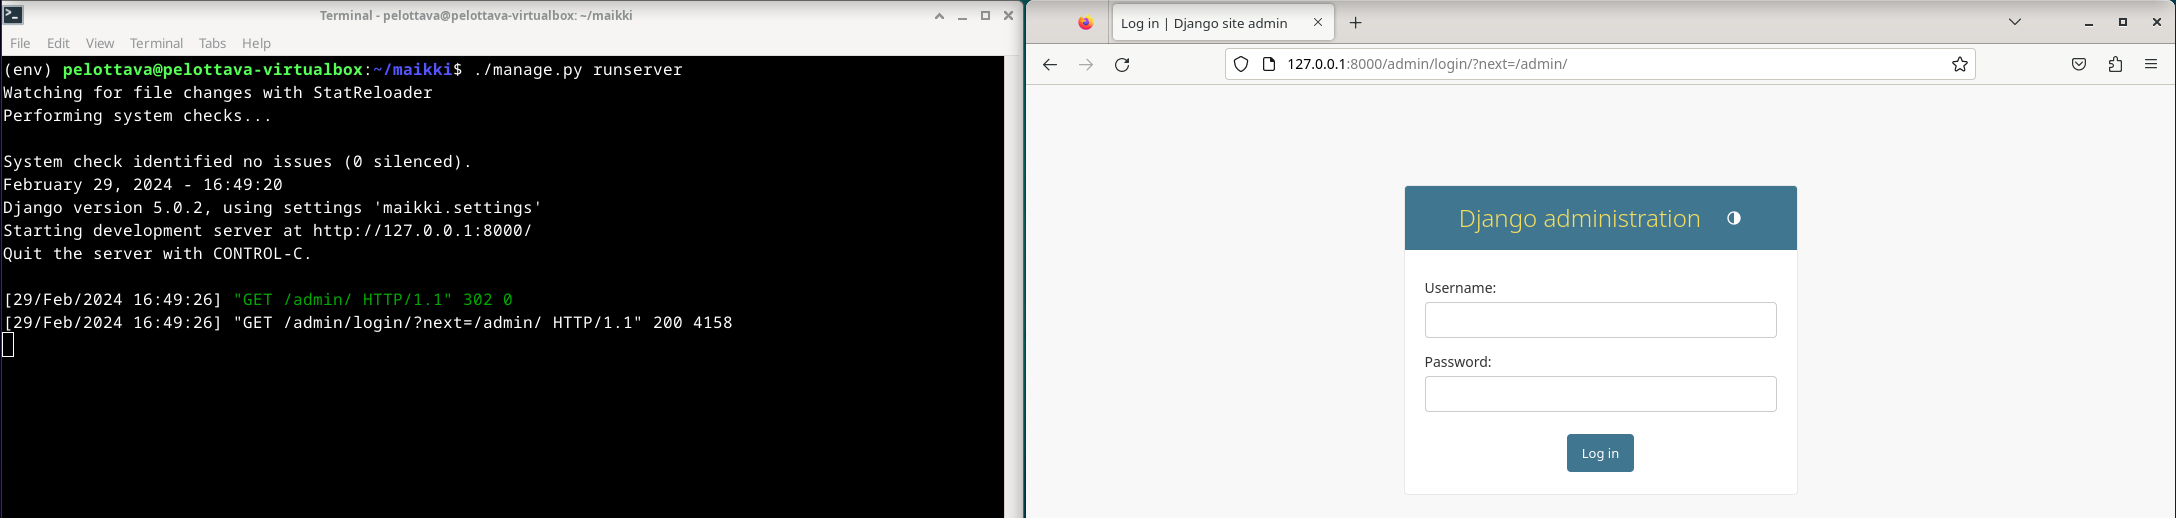 Terminal - pelottava@pelottava-virtualbox: ~/maikki
File Edit View Terminal Tabs Help
(env) pelottava@pelottava-virtualbox:~/maikki$ ./manage.py runserver
Watching for file changes with StatReloader
Performing system checks...
System check identified no issues (0 silenced).
February 29, 2024 - 16:49:20
Django version 5.0.2, using settings 'maikki.settings'
Starting development server at http://127.0.0.1:8000/
Quit the server with CONTROL-C.
[29/Feb/2024 16:49:26] "GET /admin/ HTTP/1.1" 302 0
[29/Feb/2024 16:49:26] "GET /admin/login/?next=/admin/ HTTP/1.1" 200 4158
Log in | Django site admin
127.0.0.1:8000/admin/login/?next=/admin/
Django administration
Username:
Password:
Log in